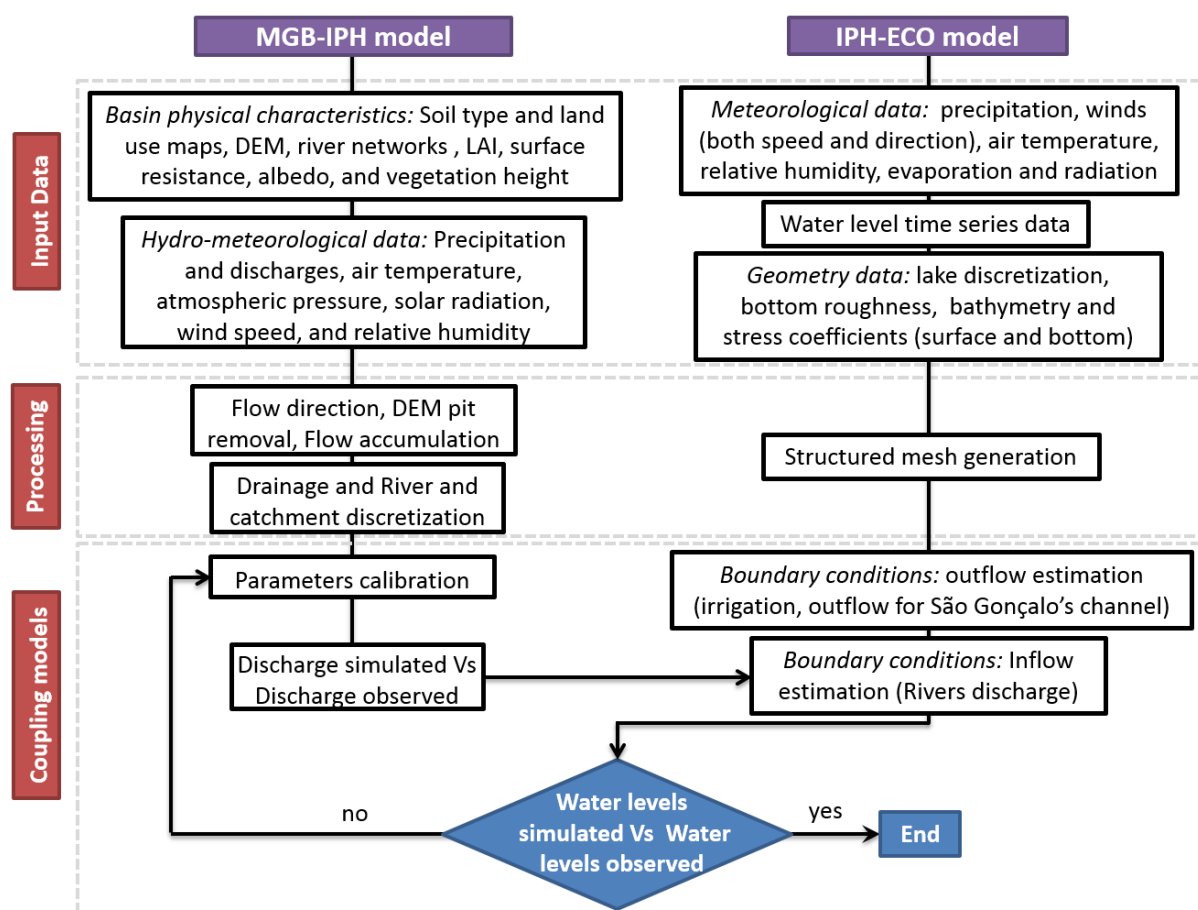 MGB-IPH model
IPH-ECO model
Input Data
Basin physical characteristics: Soil type and land
use maps, DEM, river networks , LAI, surface
resistance, albedo, and vegetation height
Hydro-meteorological data: Precipitation
and discharges, air temperature,
atmospheric pressure, solar radiation,
wind speed, and relative humidity
Meteorological data: precipitation, winds
(both speed and direction), air temperature,
relative humidity, evaporation and radiation
Water level time series data
Geometry data: lake discretization,
bottom roughness, bathymetry and
stress coefficients (surface and bottom)
Processing
Flow direction, DEM pit
removal, Flow accumulation
Drainage and River and
catchment discretization
Structured mesh generation
Coupling models
Parameters calibration
Discharge simulated Vs
Discharge observed
Boundary conditions: outflow estimation
(irrigation, outflow for São Gonçalo’s channel)
Boundary conditions: Inflow
estimation (Rivers discharge)
Water levels
simulated Vs Water
levels observed
no
yes
End